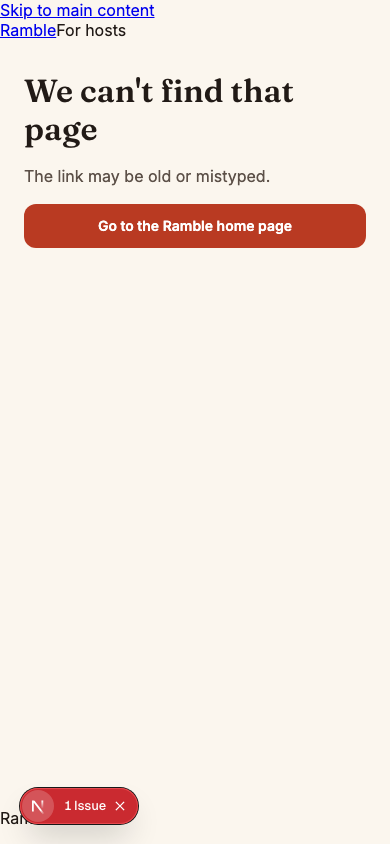 Skip to main content
RambleFor hosts
We can't find that
page
The link may be old or mistyped.
Go to the Ramble home page
N 1 Issue